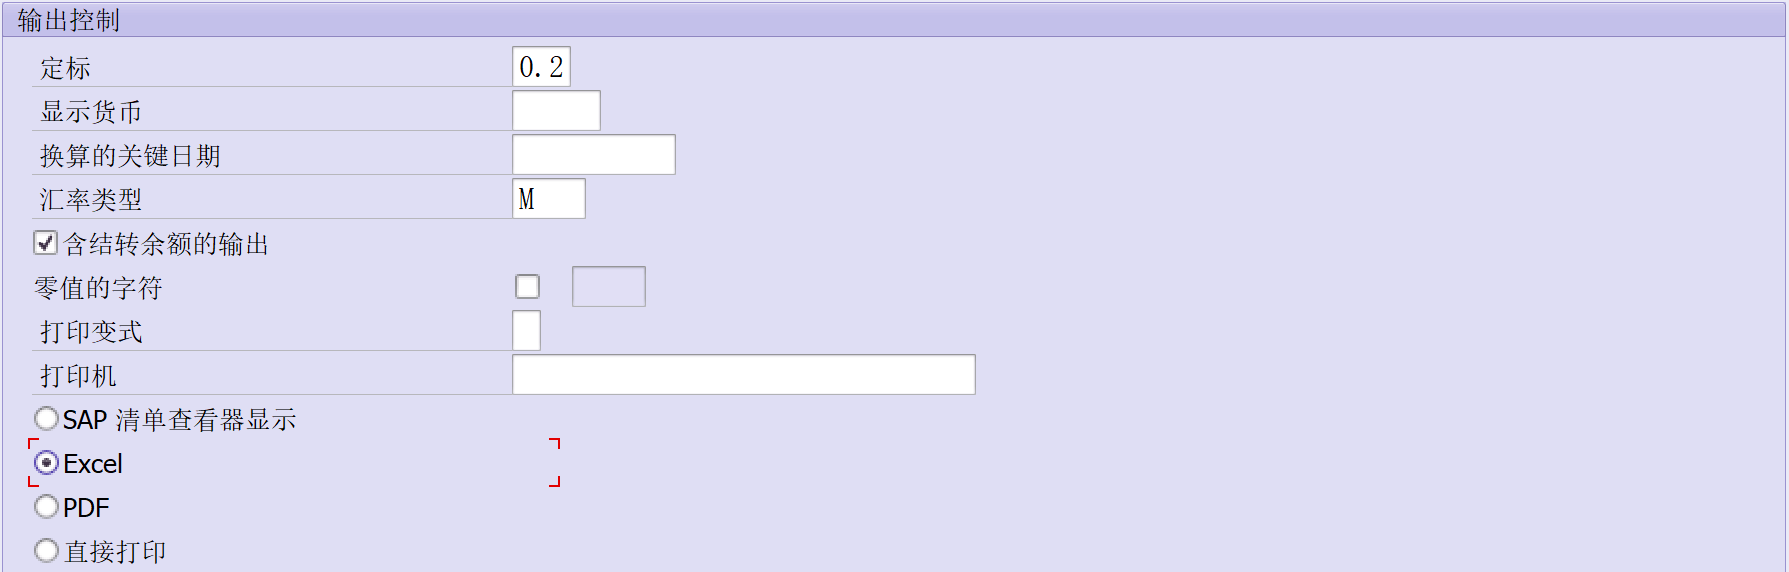 输出控制
定标 0.2
显示货币
换算的关键日期
汇率类型 M
含结转余额的输出
零值的字符
打印变式
打印机
SAP 清单查看器显示
Excel
PDF
直接打印